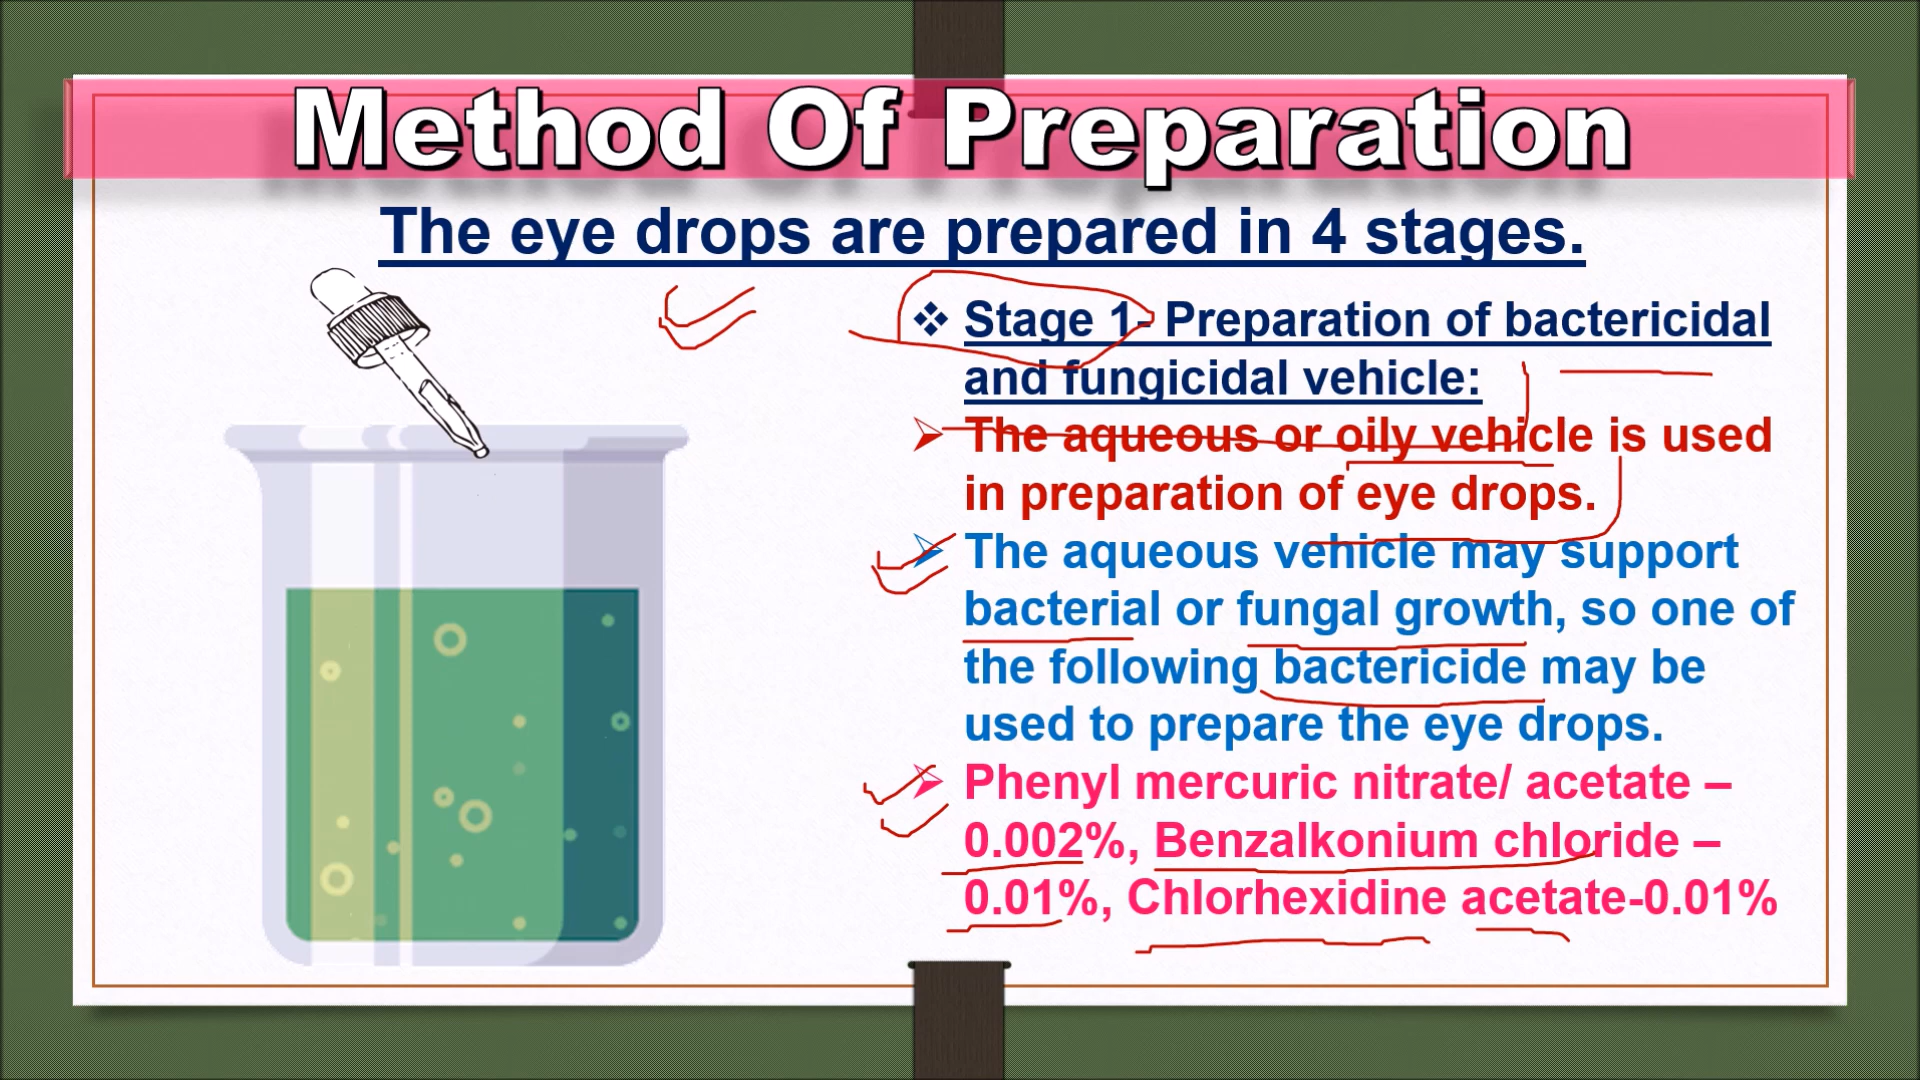 Method Of Preparation
The eye drops are prepared in 4 stages.
❖ Stage 1- Preparation of bactericidal
and fungicidal vehicle:
➢ The aqueous or oily vehicle is used
in preparation of eye drops.
➢ The aqueous vehicle may support
bacterial or fungal growth, so one of
the following bactericide may be
used to prepare the eye drops.
➢ Phenyl mercuric nitrate/ acetate –
0.002%, Benzalkonium chloride –
0.01%, Chlorhexidine acetate-0.01%